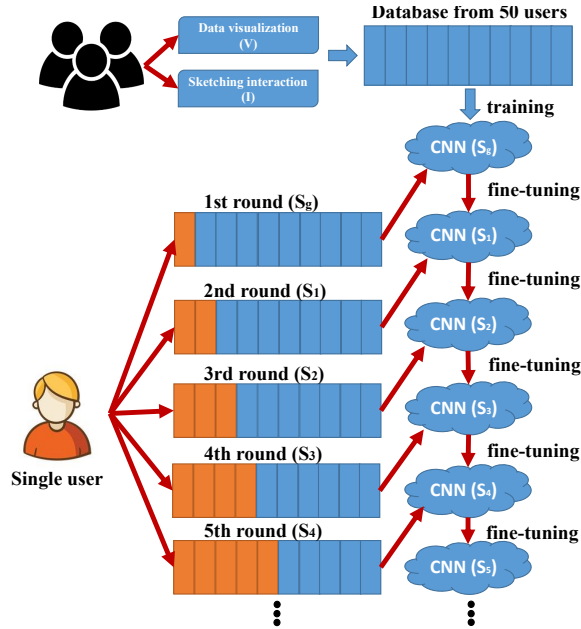 Database from 50 users
Data visualization
(V)
Sketching interaction
(I)
training
CNN (Sg)
fine-tuning
1st round (Sg)
CNN (S1)
fine-tuning
2nd round (S1)
CNN (S2)
fine-tuning
3rd round (S2)
CNN (S3)
fine-tuning
4th round (S3)
CNN (S4)
fine-tuning
5th round (S4)
CNN (S5)
Single user